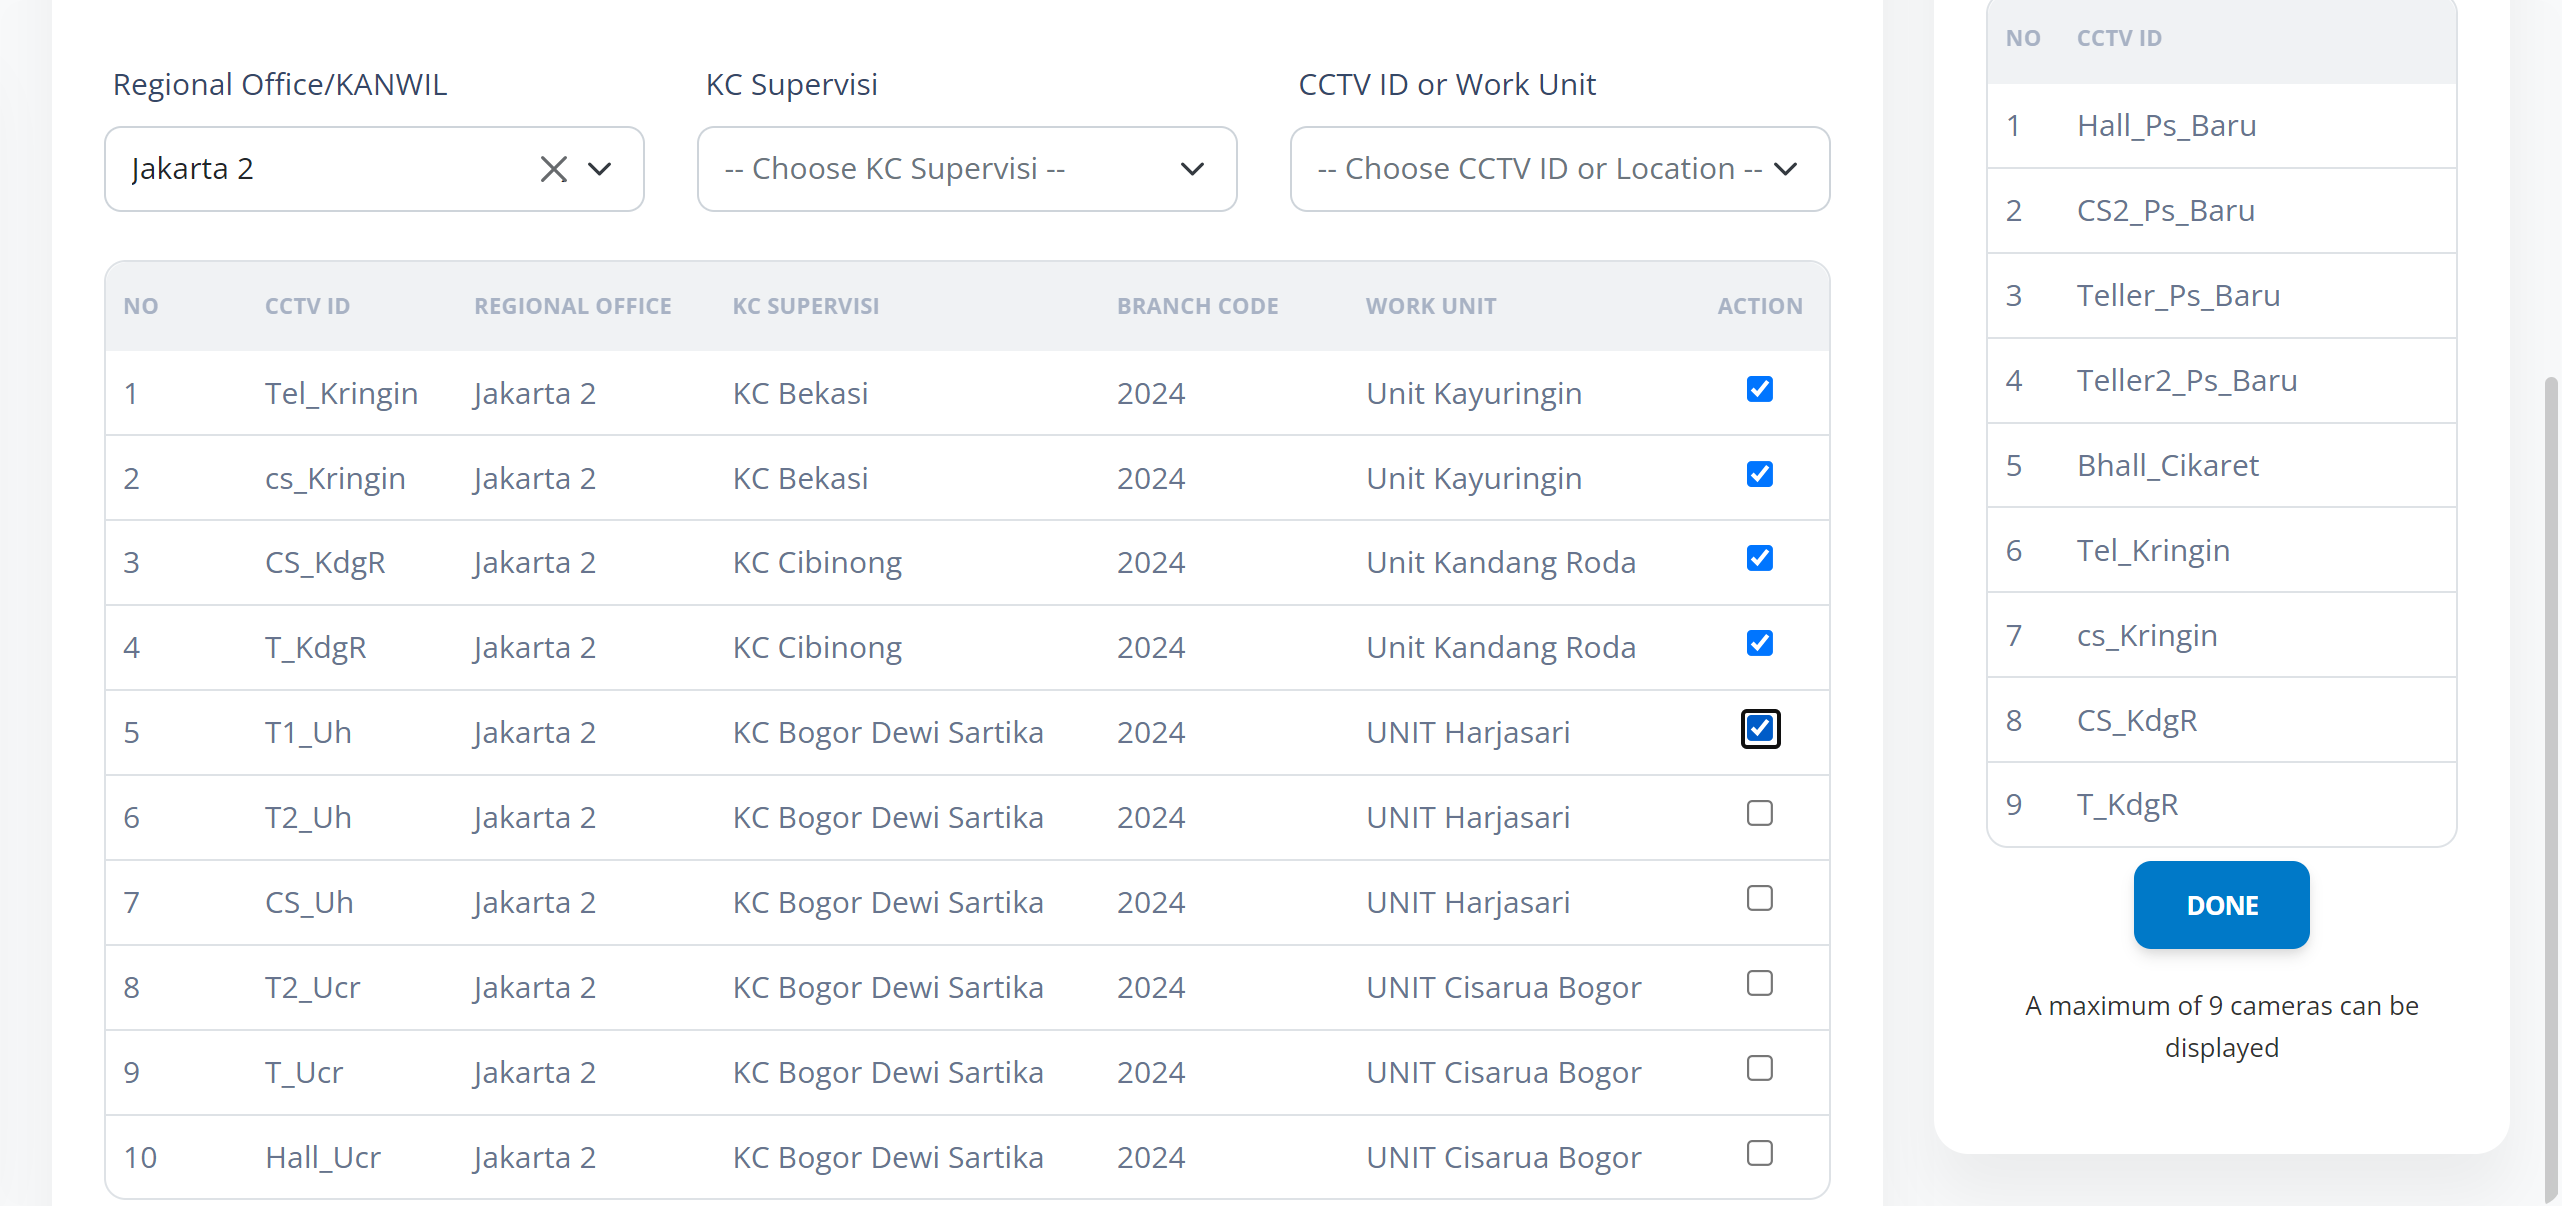 Regional Office/KANWIL KC Supervisi CCTV ID or Work Unit
Jakarta 2 -- Choose KC Supervisi -- -- Choose CCTV ID or Location --
NO CCTV ID REGIONAL OFFICE KC SUPERVISI BRANCH CODE WORK UNIT ACTION
1 Tel_Kringin Jakarta 2 KC Bekasi 2024 Unit Kayuringin
2 cs_Kringin Jakarta 2 KC Bekasi 2024 Unit Kayuringin
3 CS_KdgR Jakarta 2 KC Cibinong 2024 Unit Kandang Roda
4 T_KdgR Jakarta 2 KC Cibinong 2024 Unit Kandang Roda
5 T1_Uh Jakarta 2 KC Bogor Dewi Sartika 2024 UNIT Harjasari
6 T2_Uh Jakarta 2 KC Bogor Dewi Sartika 2024 UNIT Harjasari
7 CS_Uh Jakarta 2 KC Bogor Dewi Sartika 2024 UNIT Harjasari
8 T2_Ucr Jakarta 2 KC Bogor Dewi Sartika 2024 UNIT Cisarua Bogor
9 T_Ucr Jakarta 2 KC Bogor Dewi Sartika 2024 UNIT Cisarua Bogor
10 Hall_Ucr Jakarta 2 KC Bogor Dewi Sartika 2024 UNIT Cisarua Bogor
NO CCTV ID
1 Hall_Ps_Baru
2 CS2_Ps_Baru
3 Teller_Ps_Baru
4 Teller2_Ps_Baru
5 Bhall_Cikaret
6 Tel_Kringin
7 cs_Kringin
8 CS_KdgR
9 T_KdgR
DONE
A maximum of 9 cameras can be
displayed